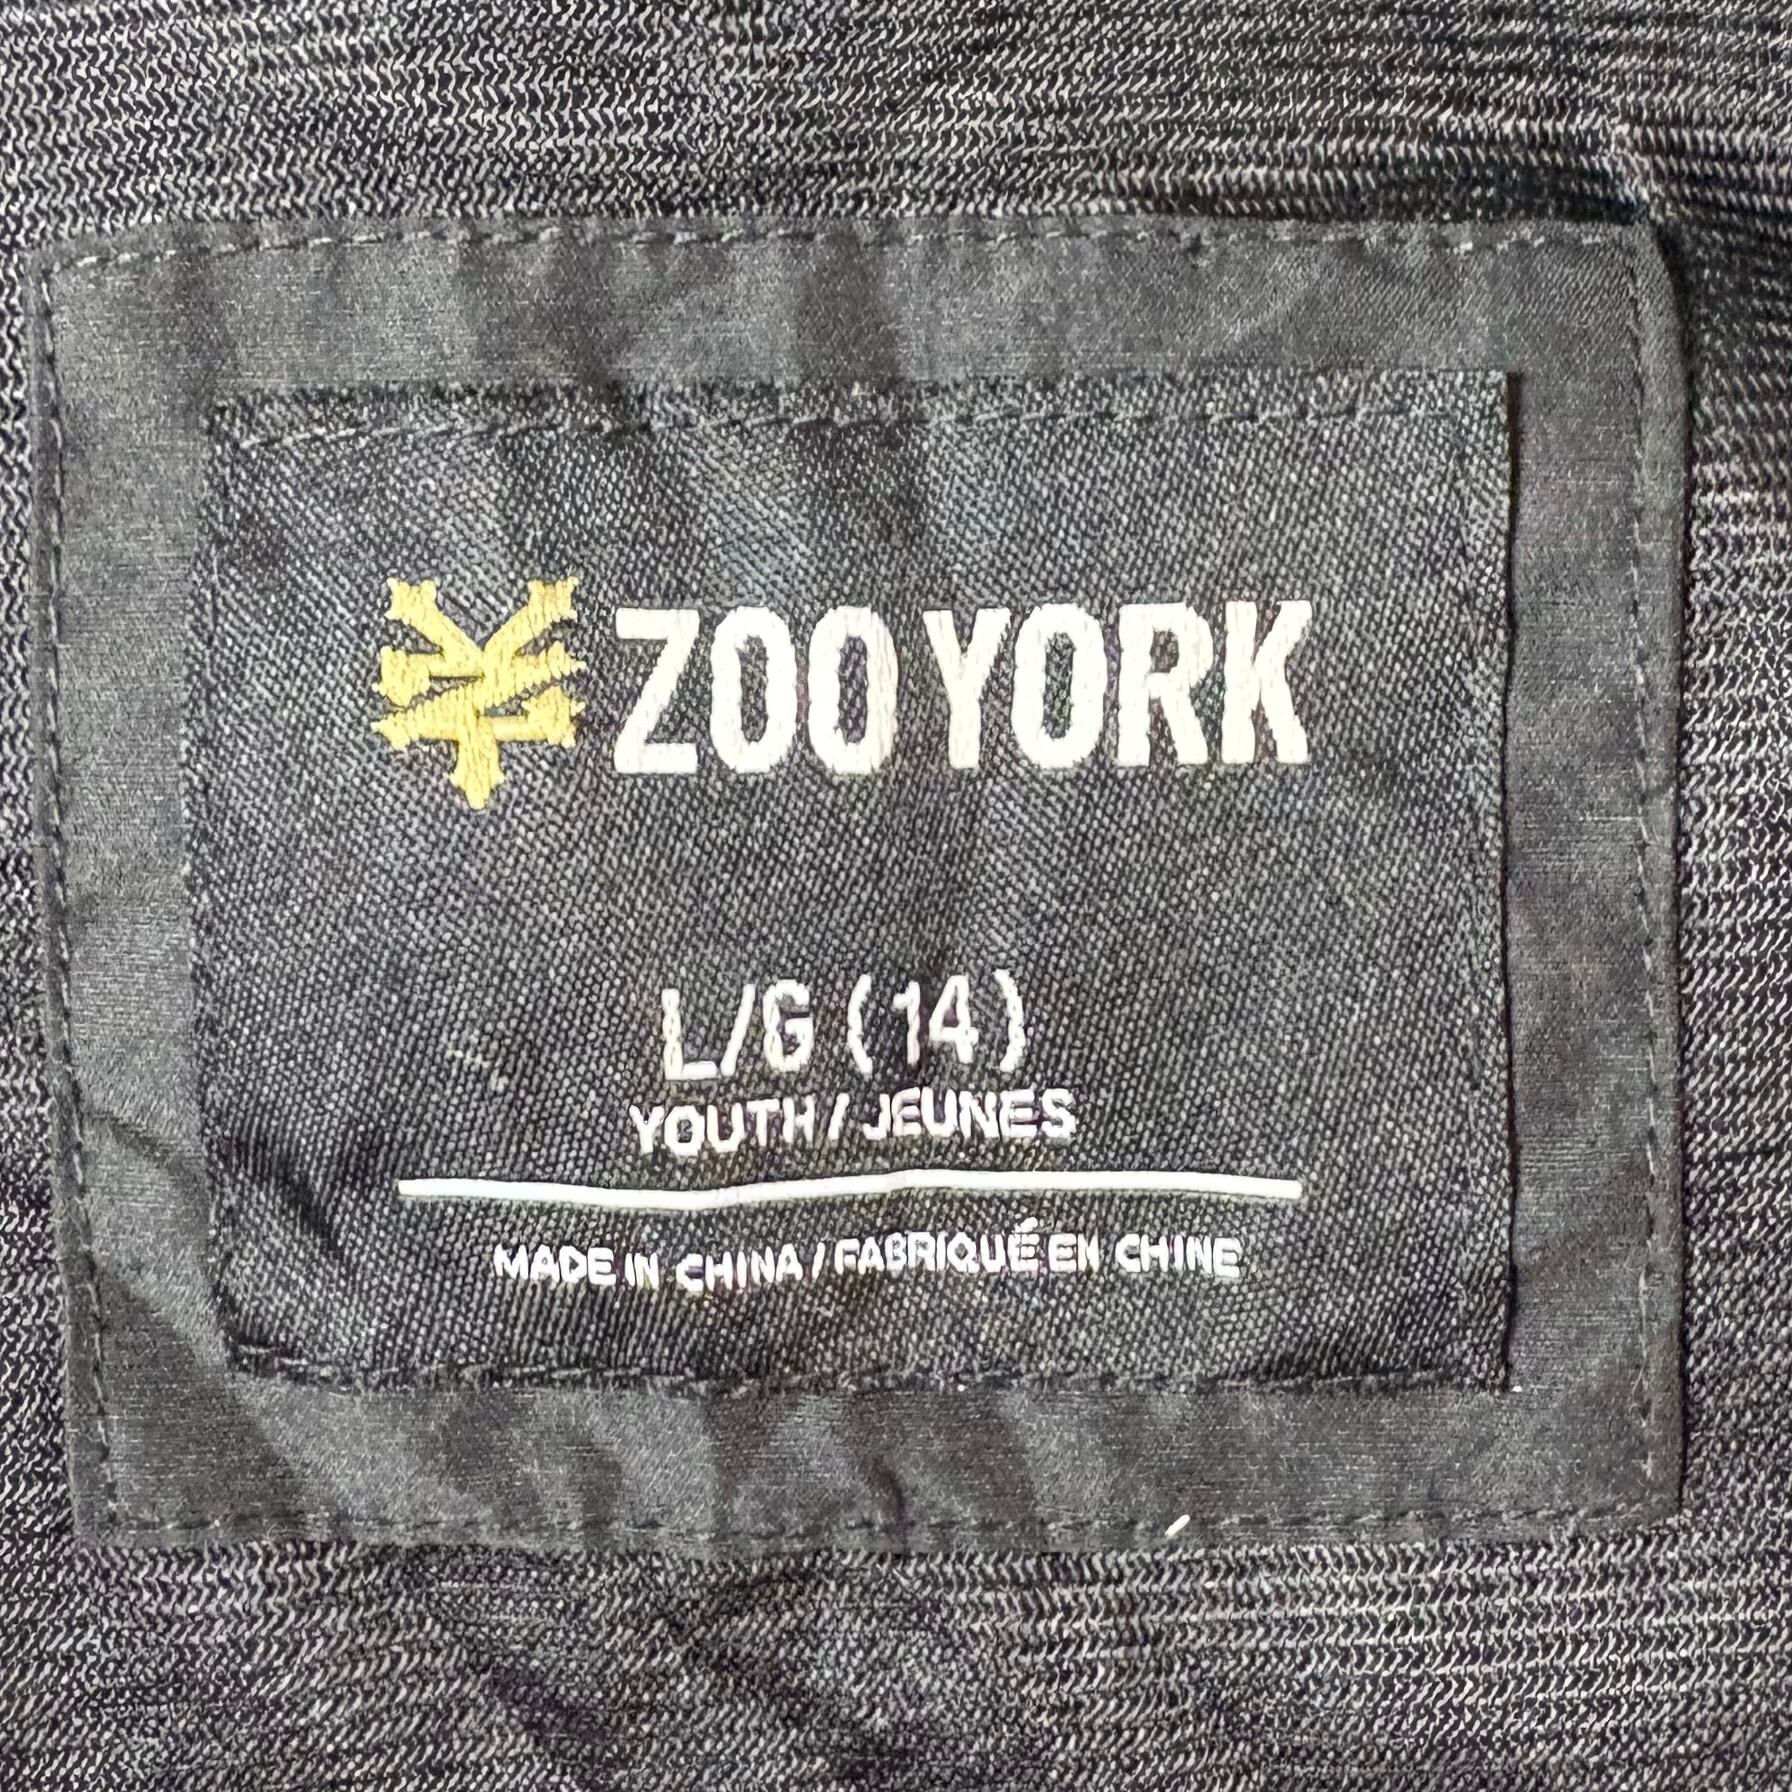 ZOO YORK
L/G (14)
YOUTH / JEUNES
MADE IN CHINA / FABRIQUÉ EN CHINE